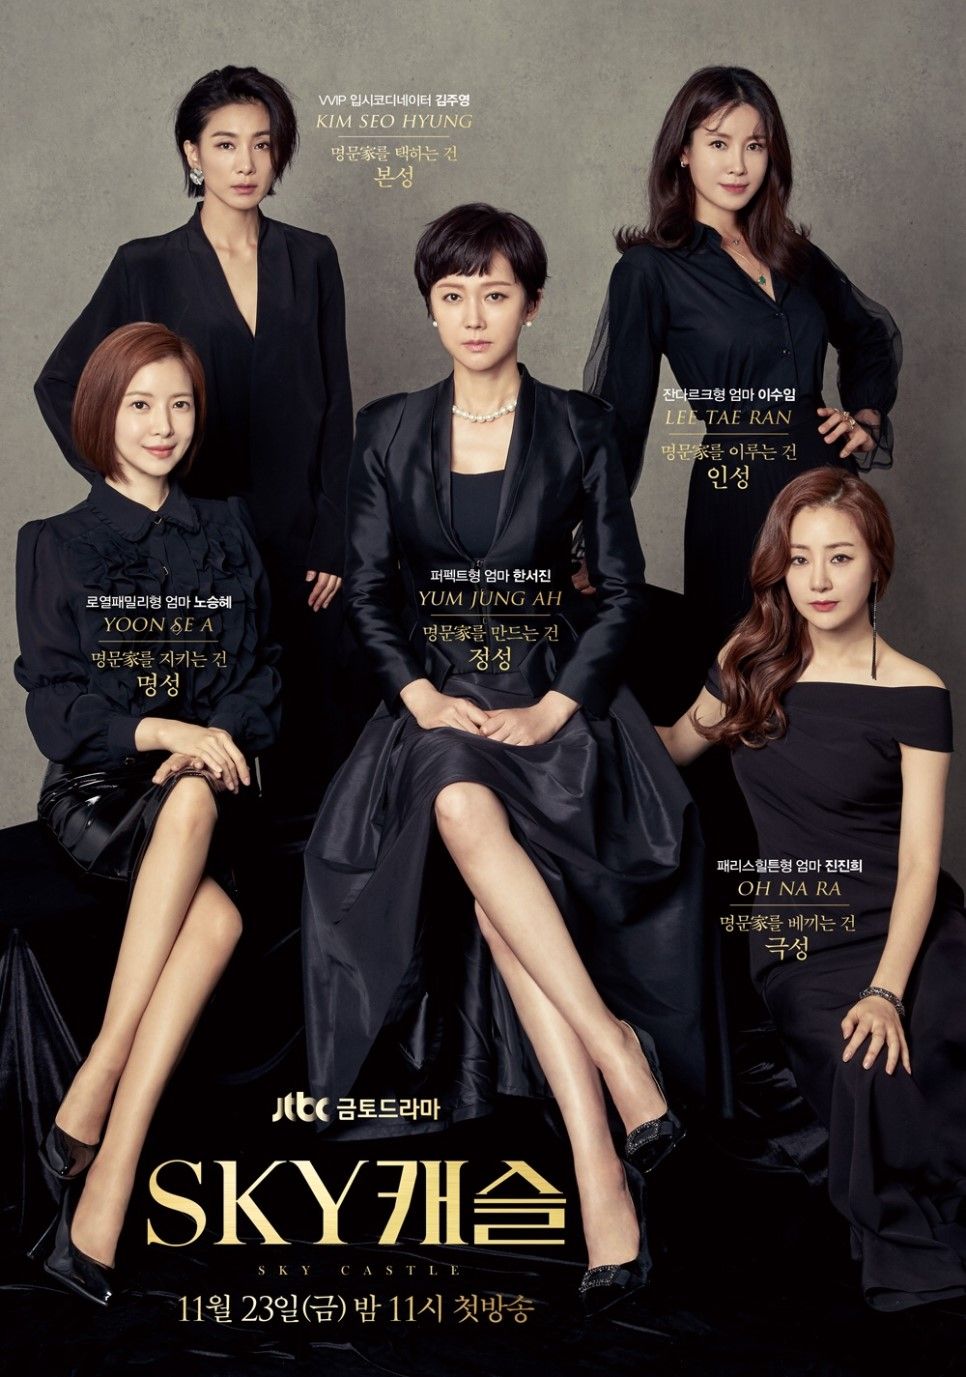 VVIP 입시코디네이터 김주영
KIM SEO HYUNG
명문家를 택하는 건
본성
잔다르크형 엄마 이수임
LEE TAE RAN
명문家를 이루는 건
인성
퍼펙트형 엄마 한서진
YUM JUNG AH
명문家를 만드는 건
정성
로열패밀리형 엄마 노승혜
YOON SE A
명문家를 지키는 건
명성
패리스힐튼형 엄마 진진희
OH NA RA
명문家를 베끼는 건
극성
jtbc 금토드라마
SKY캐슬
SKY CASTLE
11월 23일(금) 밤 11시 첫방송